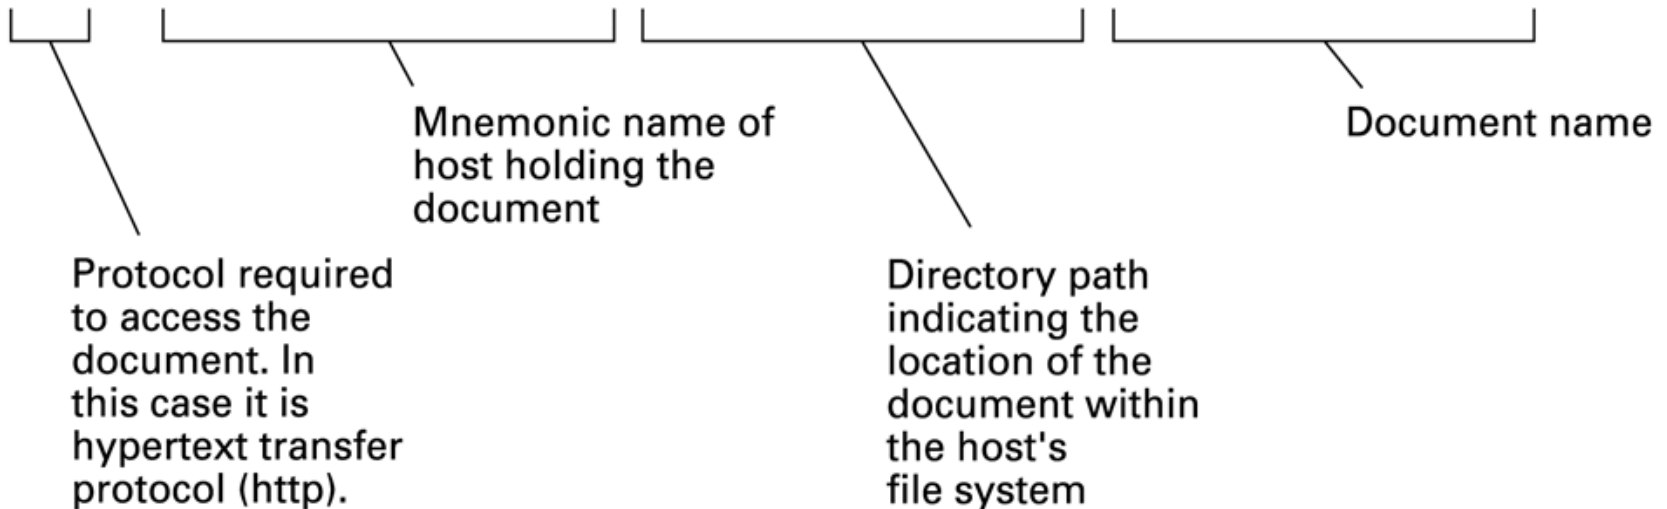 Mnemonic name of
host holding the
document
Document name
Protocol required
to access the
document. In
this case it is
hypertext transfer
protocol (http).
Directory path
indicating the
location of the
document within
the host's
file system